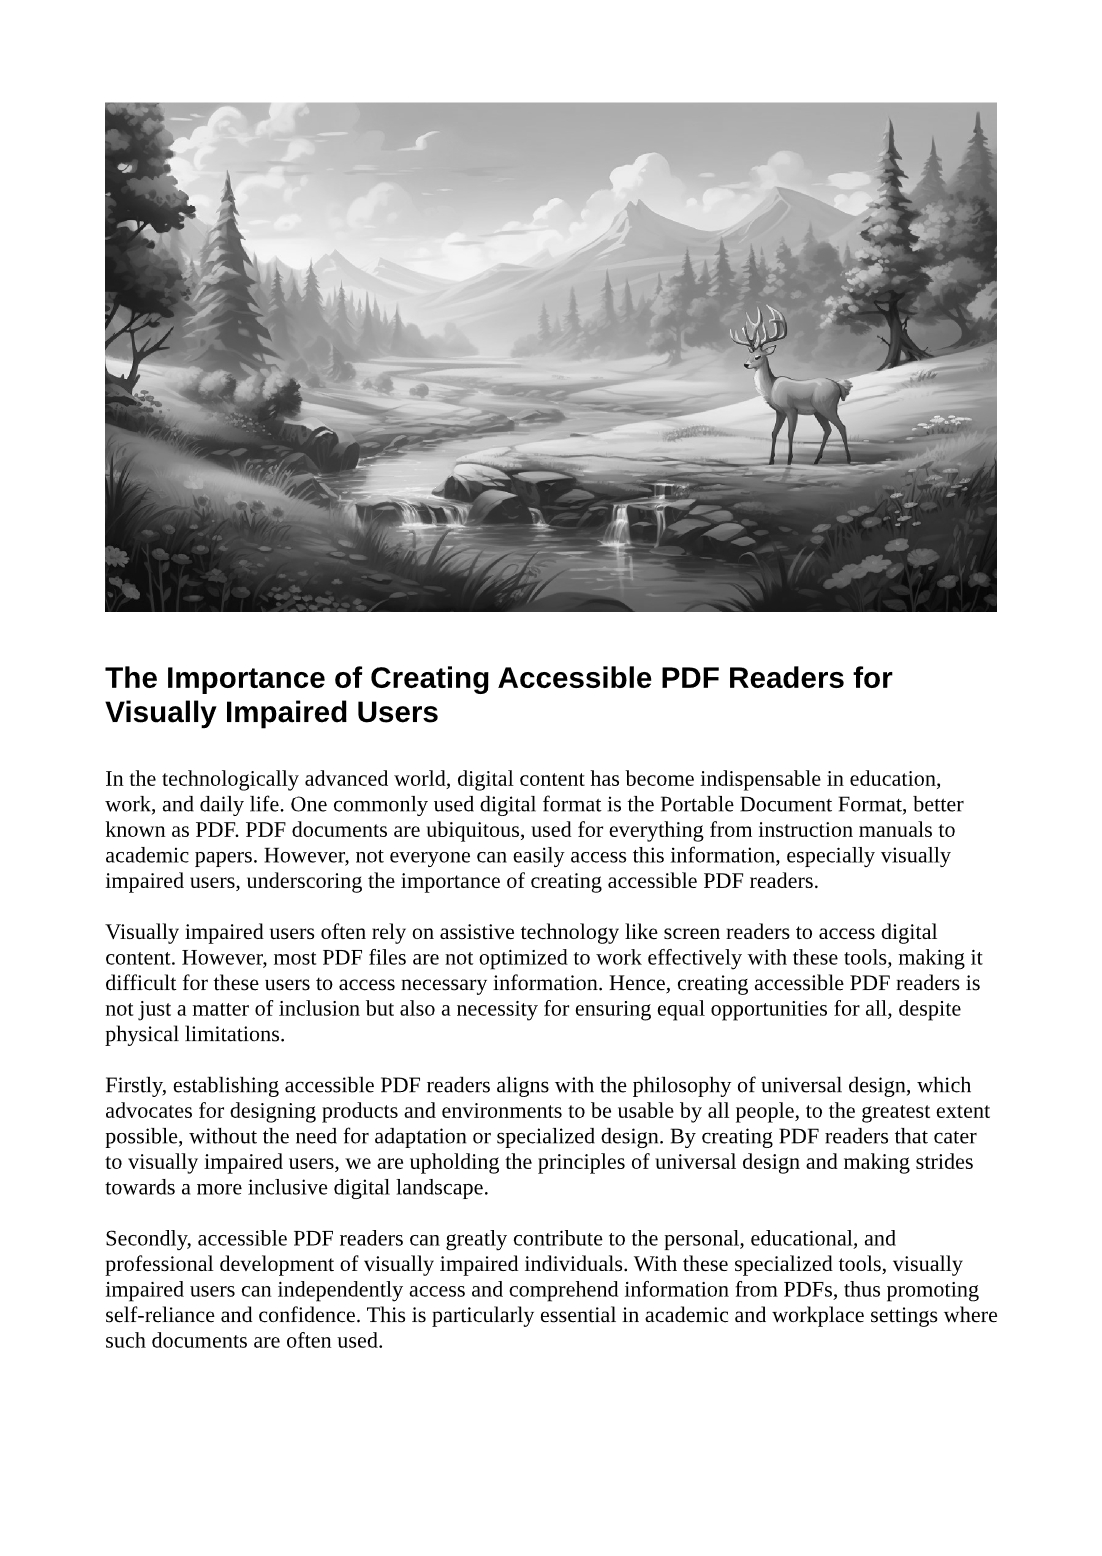 The Importance of Creating Accessible PDF Readers for
Visually Impaired Users
In the technologically advanced world, digital content has become indispensable in education,
work, and daily life. One commonly used digital format is the Portable Document Format, better
known as PDF. PDF documents are ubiquitous, used for everything from instruction manuals to
academic papers. However, not everyone can easily access this information, especially visually
impaired users, underscoring the importance of creating accessible PDF readers.
Visually impaired users often rely on assistive technology like screen readers to access digital
content. However, most PDF files are not optimized to work effectively with these tools, making it
difficult for these users to access necessary information. Hence, creating accessible PDF readers is
not just a matter of inclusion but also a necessity for ensuring equal opportunities for all, despite
physical limitations.
Firstly, establishing accessible PDF readers aligns with the philosophy of universal design, which
advocates for designing products and environments to be usable by all people, to the greatest extent
possible, without the need for adaptation or specialized design. By creating PDF readers that cater
to visually impaired users, we are upholding the principles of universal design and making strides
towards a more inclusive digital landscape.
Secondly, accessible PDF readers can greatly contribute to the personal, educational, and
professional development of visually impaired individuals. With these specialized tools, visually
impaired users can independently access and comprehend information from PDFs, thus promoting
self-reliance and confidence. This is particularly essential in academic and workplace settings where
such documents are often used.